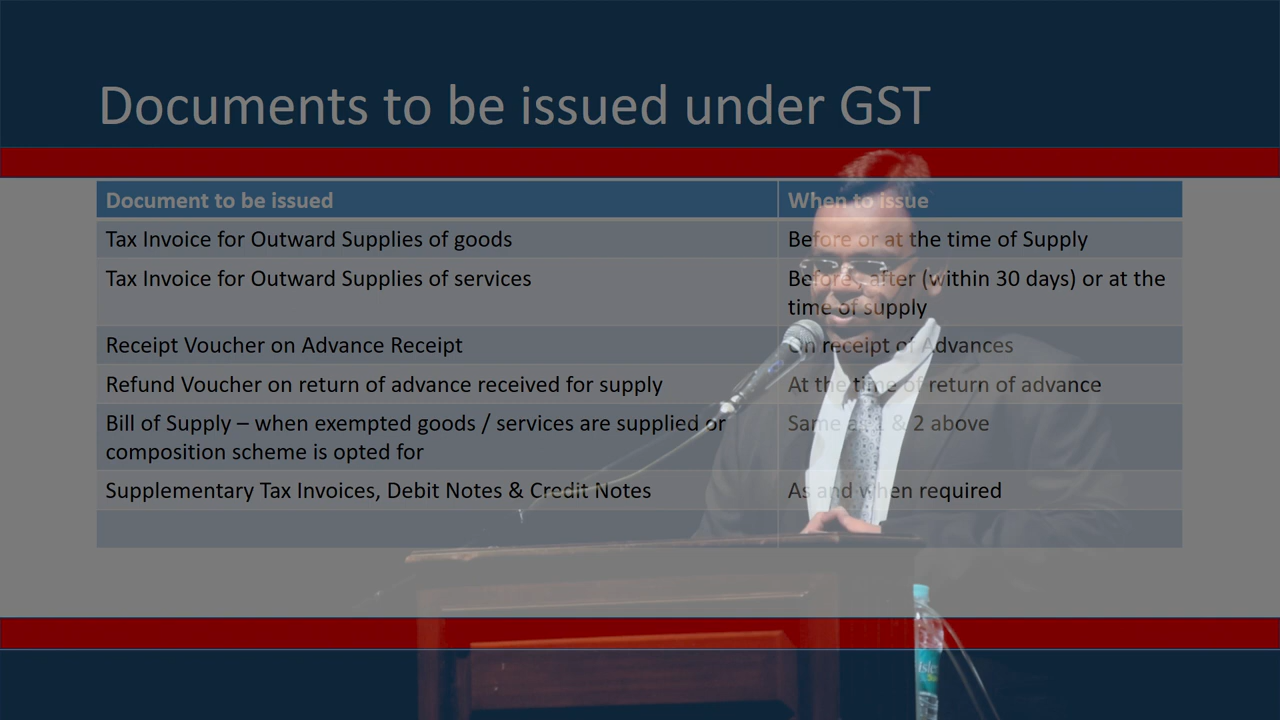 Documents to be issued under GST
Document to be issued
When to issue
Tax Invoice for Outward Supplies of goods
Before or at the time of Supply
Tax Invoice for Outward Supplies of services
Before, after (within 30 days) or at the
time of supply
Receipt Voucher on Advance Receipt
On receipt of Advances
Refund Voucher on return of advance received for supply
At the time of return of advance
Bill of Supply – when exempted goods / services are supplied or
composition scheme is opted for
Same as 1 & 2 above
Supplementary Tax Invoices, Debit Notes & Credit Notes
As and when required